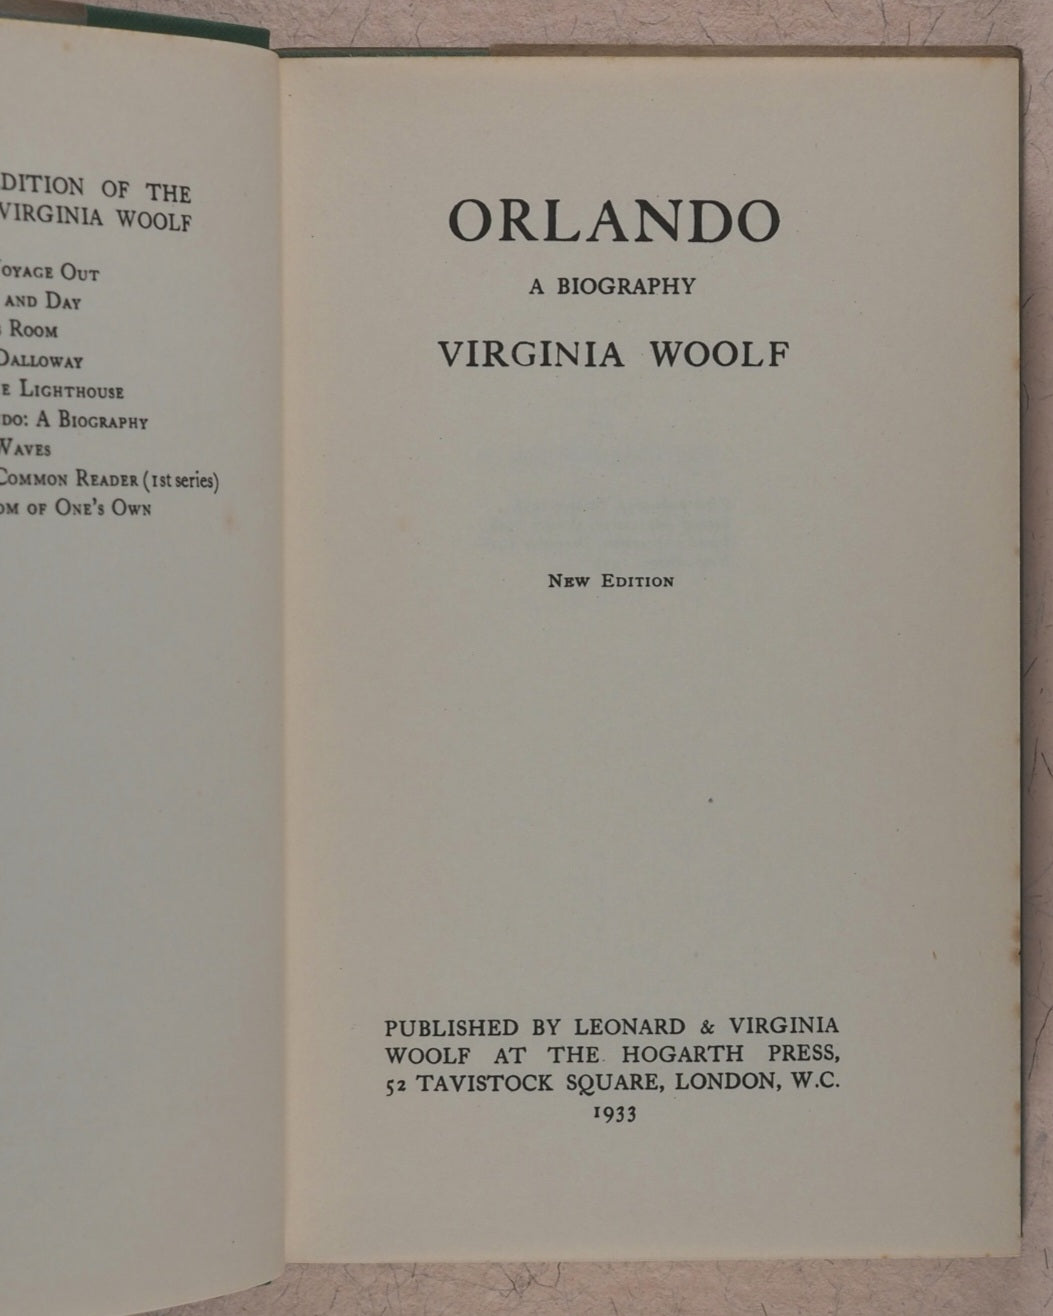 DITION OF THE
VIRGINIA WOOLF
OYAGE OUT
AND DAY
ROOM
DALLOWAY
E LIGHTHOUSE
DO: A BIOGRAPHY
WAVES
COMMON READER (1st series)
OM OF ONE'S OWN
ORLANDO
A BIOGRAPHY
VIRGINIA WOOLF
NEW EDITION
PUBLISHED BY LEONARD & VIRGINIA
WOOLF AT THE HOGARTH PRESS,
52 TAVISTOCK SQUARE, LONDON, W.C.
1933